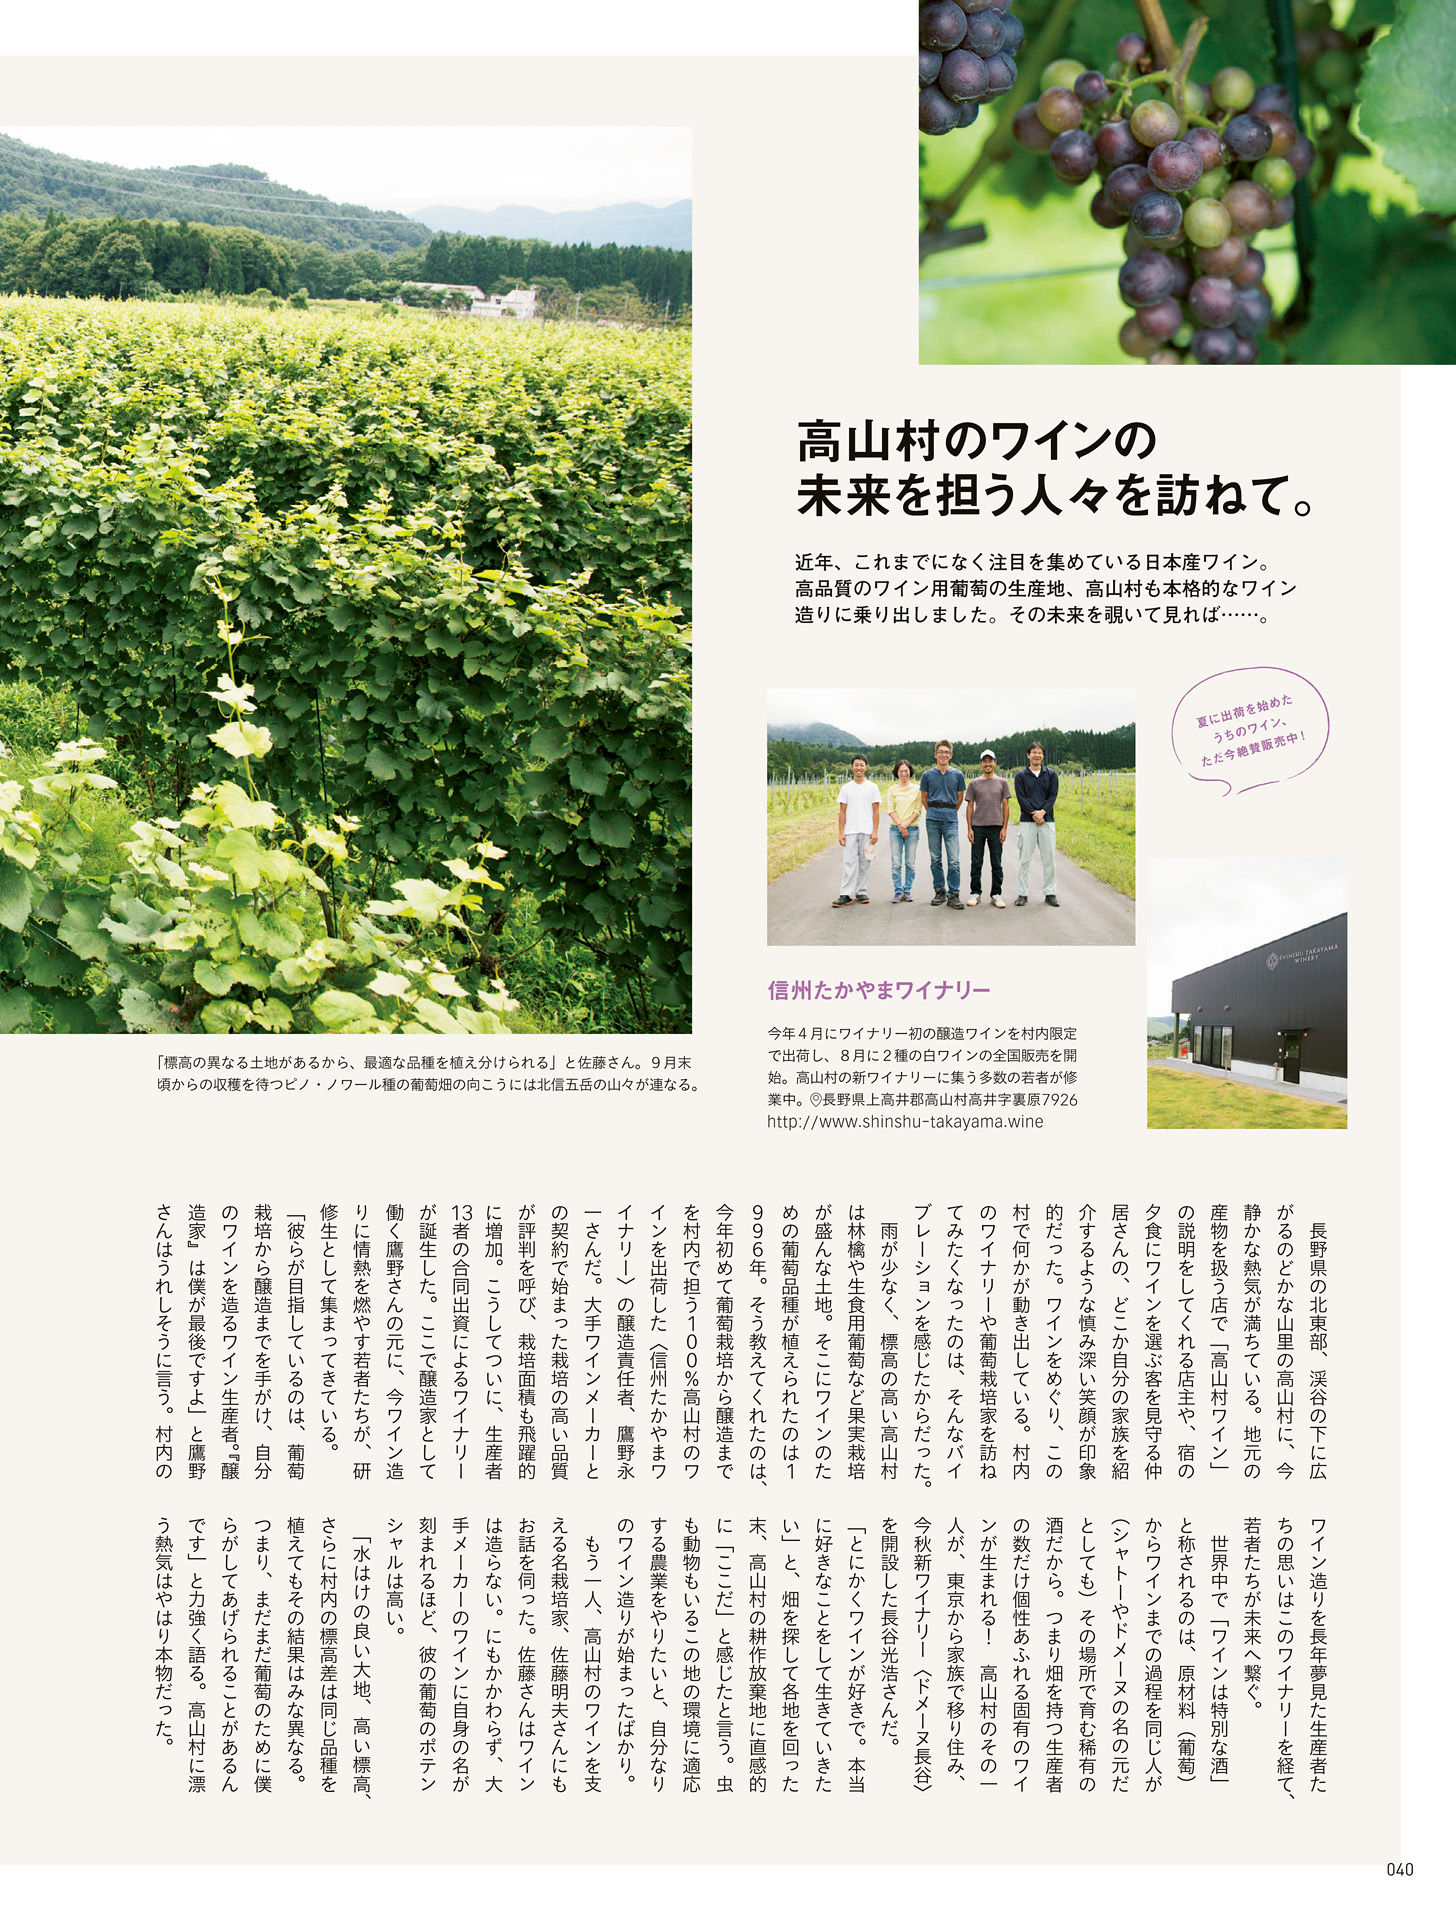 高山村のワインの
未来を担う人々を訪ねて。
近年、これまでになく注目を集めている日本産ワイン。
高品質のワイン用葡萄の生産地、高山村も本格的なワイン
造りに乗り出しました。その未来を覗いて見れば……。
夏に出荷を始めた
うちのワイン、
ただ今絶賛販売中！
SHINSHU TAKAYAMA
WINERY
信州たかやまワイナリー
今年４月にワイナリー初の醸造ワインを村内限定
で出荷し、８月に２種の白ワインの全国販売を開
始。高山村の新ワイナリーに集う多数の若者が修
業中。長野県上高井郡高山村高井字裏原7926
http://www.shinshu-takayama.wine
「標高の異なる土地があるから、最適な品種を植え分けられる」と佐藤さん。９月末
頃からの収穫を待つピノ・ノワール種の葡萄畑の向こうには北信五岳の山々が連なる。
長野県の北東部、渓谷の下に広
がるのどかな山里の高山村に、今
静かな熱気が満ちている。地元の
産物を扱う店で「高山村ワイン」
の説明をしてくれる店主や、宿の
夕食にワインを選ぶ客を見守る仲
居さんの、どこか自分の家族を紹
介するような慎み深い笑顔が印象
的だった。ワインをめぐり、この
村で何かが動き出している。村内
のワイナリーや葡萄栽培家を訪ね
てみたくなったのは、そんなバイ
ブレーションを感じたからだった。
雨が少なく、標高の高い高山村
は林檎や生食用葡萄など果実栽培
が盛んな土地。そこにワインのた
めの葡萄品種が植えられたのは１
９９６年。そう教えてくれたのは、
今年初めて葡萄栽培から醸造まで
を村内で担う１００％高山村のワ
インを出荷した〈信州たかやまワ
イナリー〉の醸造責任者、鷹野永
一さんだ。大手ワインメーカーと
の契約で始まった栽培の高い品質
が評判を呼び、栽培面積も飛躍的
に増加。こうしてついに、生産者
13者の合同出資によるワイナリー
が誕生した。ここで醸造家として
働く鷹野さんの元に、今ワイン造
りに情熱を燃やす若者たちが、研
修生として集まってきている。
「彼らが目指しているのは、葡萄
栽培から醸造までを手がけ、自分
のワインを造るワイン生産者。『醸
造家』は僕が最後ですよ」と鷹野
さんはうれしそうに言う。村内の
ワイン造りを長年夢見た生産者た
ちの思いはこのワイナリーを経て、
若者たちが未来へ繋ぐ。
世界中で「ワインは特別な酒」
と称されるのは、原材料（葡萄）
からワインまでの過程を同じ人が
（シャトーやドメーヌの名の元だ
としても）その場所で育む稀有の
酒だから。つまり畑を持つ生産者
の数だけ個性あふれる固有のワイ
ンが生まれる！　高山村のその一
人が、東京から家族で移り住み、
今秋新ワイナリー〈ドメーヌ長谷〉
を開設した長谷光浩さんだ。
「とにかくワインが好きで。本当
に好きなことをして生きていきた
い」と、畑を探して各地を回った
末、高山村の耕作放棄地に直感的
に「ここだ」と感じたと言う。虫
も動物もいるこの地の環境に適応
する農業をやりたいと、自分なり
のワイン造りが始まったばかり。
もう一人、高山村のワインを支
える名栽培家、佐藤明夫さんにも
お話を伺った。佐藤さんはワイン
は造らない。にもかかわらず、大
手メーカーのワインに自身の名が
刻まれるほど、彼の葡萄のポテン
シャルは高い。
「水はけの良い大地、高い標高、
さらに村内の標高差は同じ品種を
植えてもその結果はみな異なる。
つまり、まだまだ葡萄のために僕
らがしてあげられることがあるん
です」と力強く語る。高山村に漂
う熱気はやはり本物だった。
040